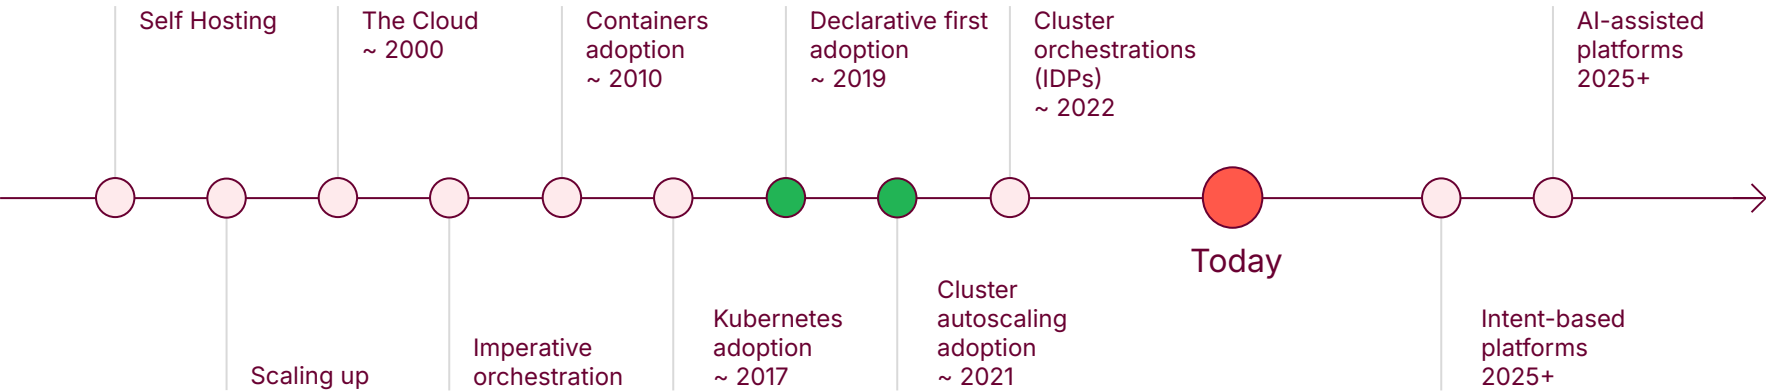 Self Hosting
The Cloud
~ 2000
Containers
adoption
~ 2010
Declarative first
adoption
~ 2019
Cluster
orchestrations
(IDPs)
~ 2022
AI-assisted
platforms
2025+
Today
Scaling up
Imperative
orchestration
Kubernetes
adoption
~ 2017
Cluster
autoscaling
adoption
~ 2021
Intent-based
platforms
2025+